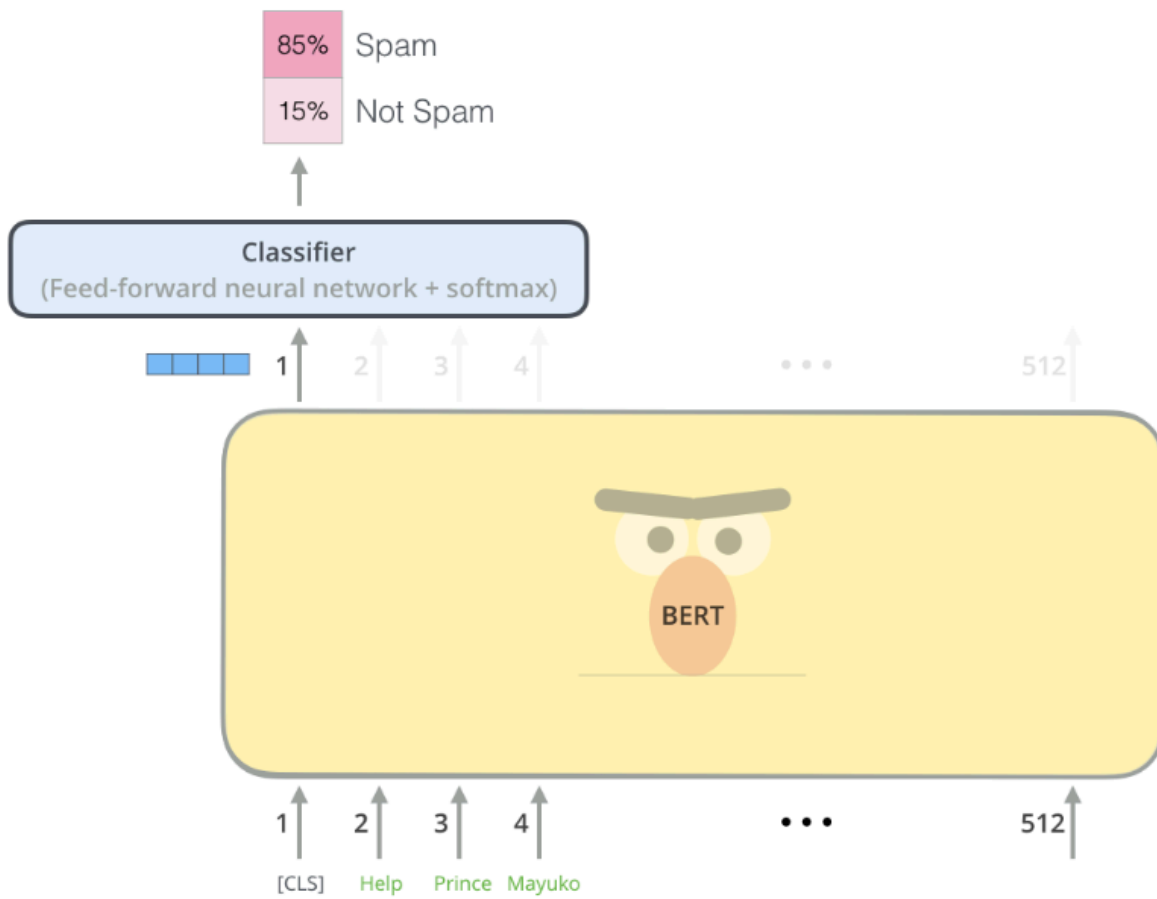 85% Spam
15% Not Spam
Classifier
(Feed-forward neural network + softmax)
1 2 3 4 ••• 512
BERT
1 2 3 4 ••• 512
[CLS] Help Prince Mayuko